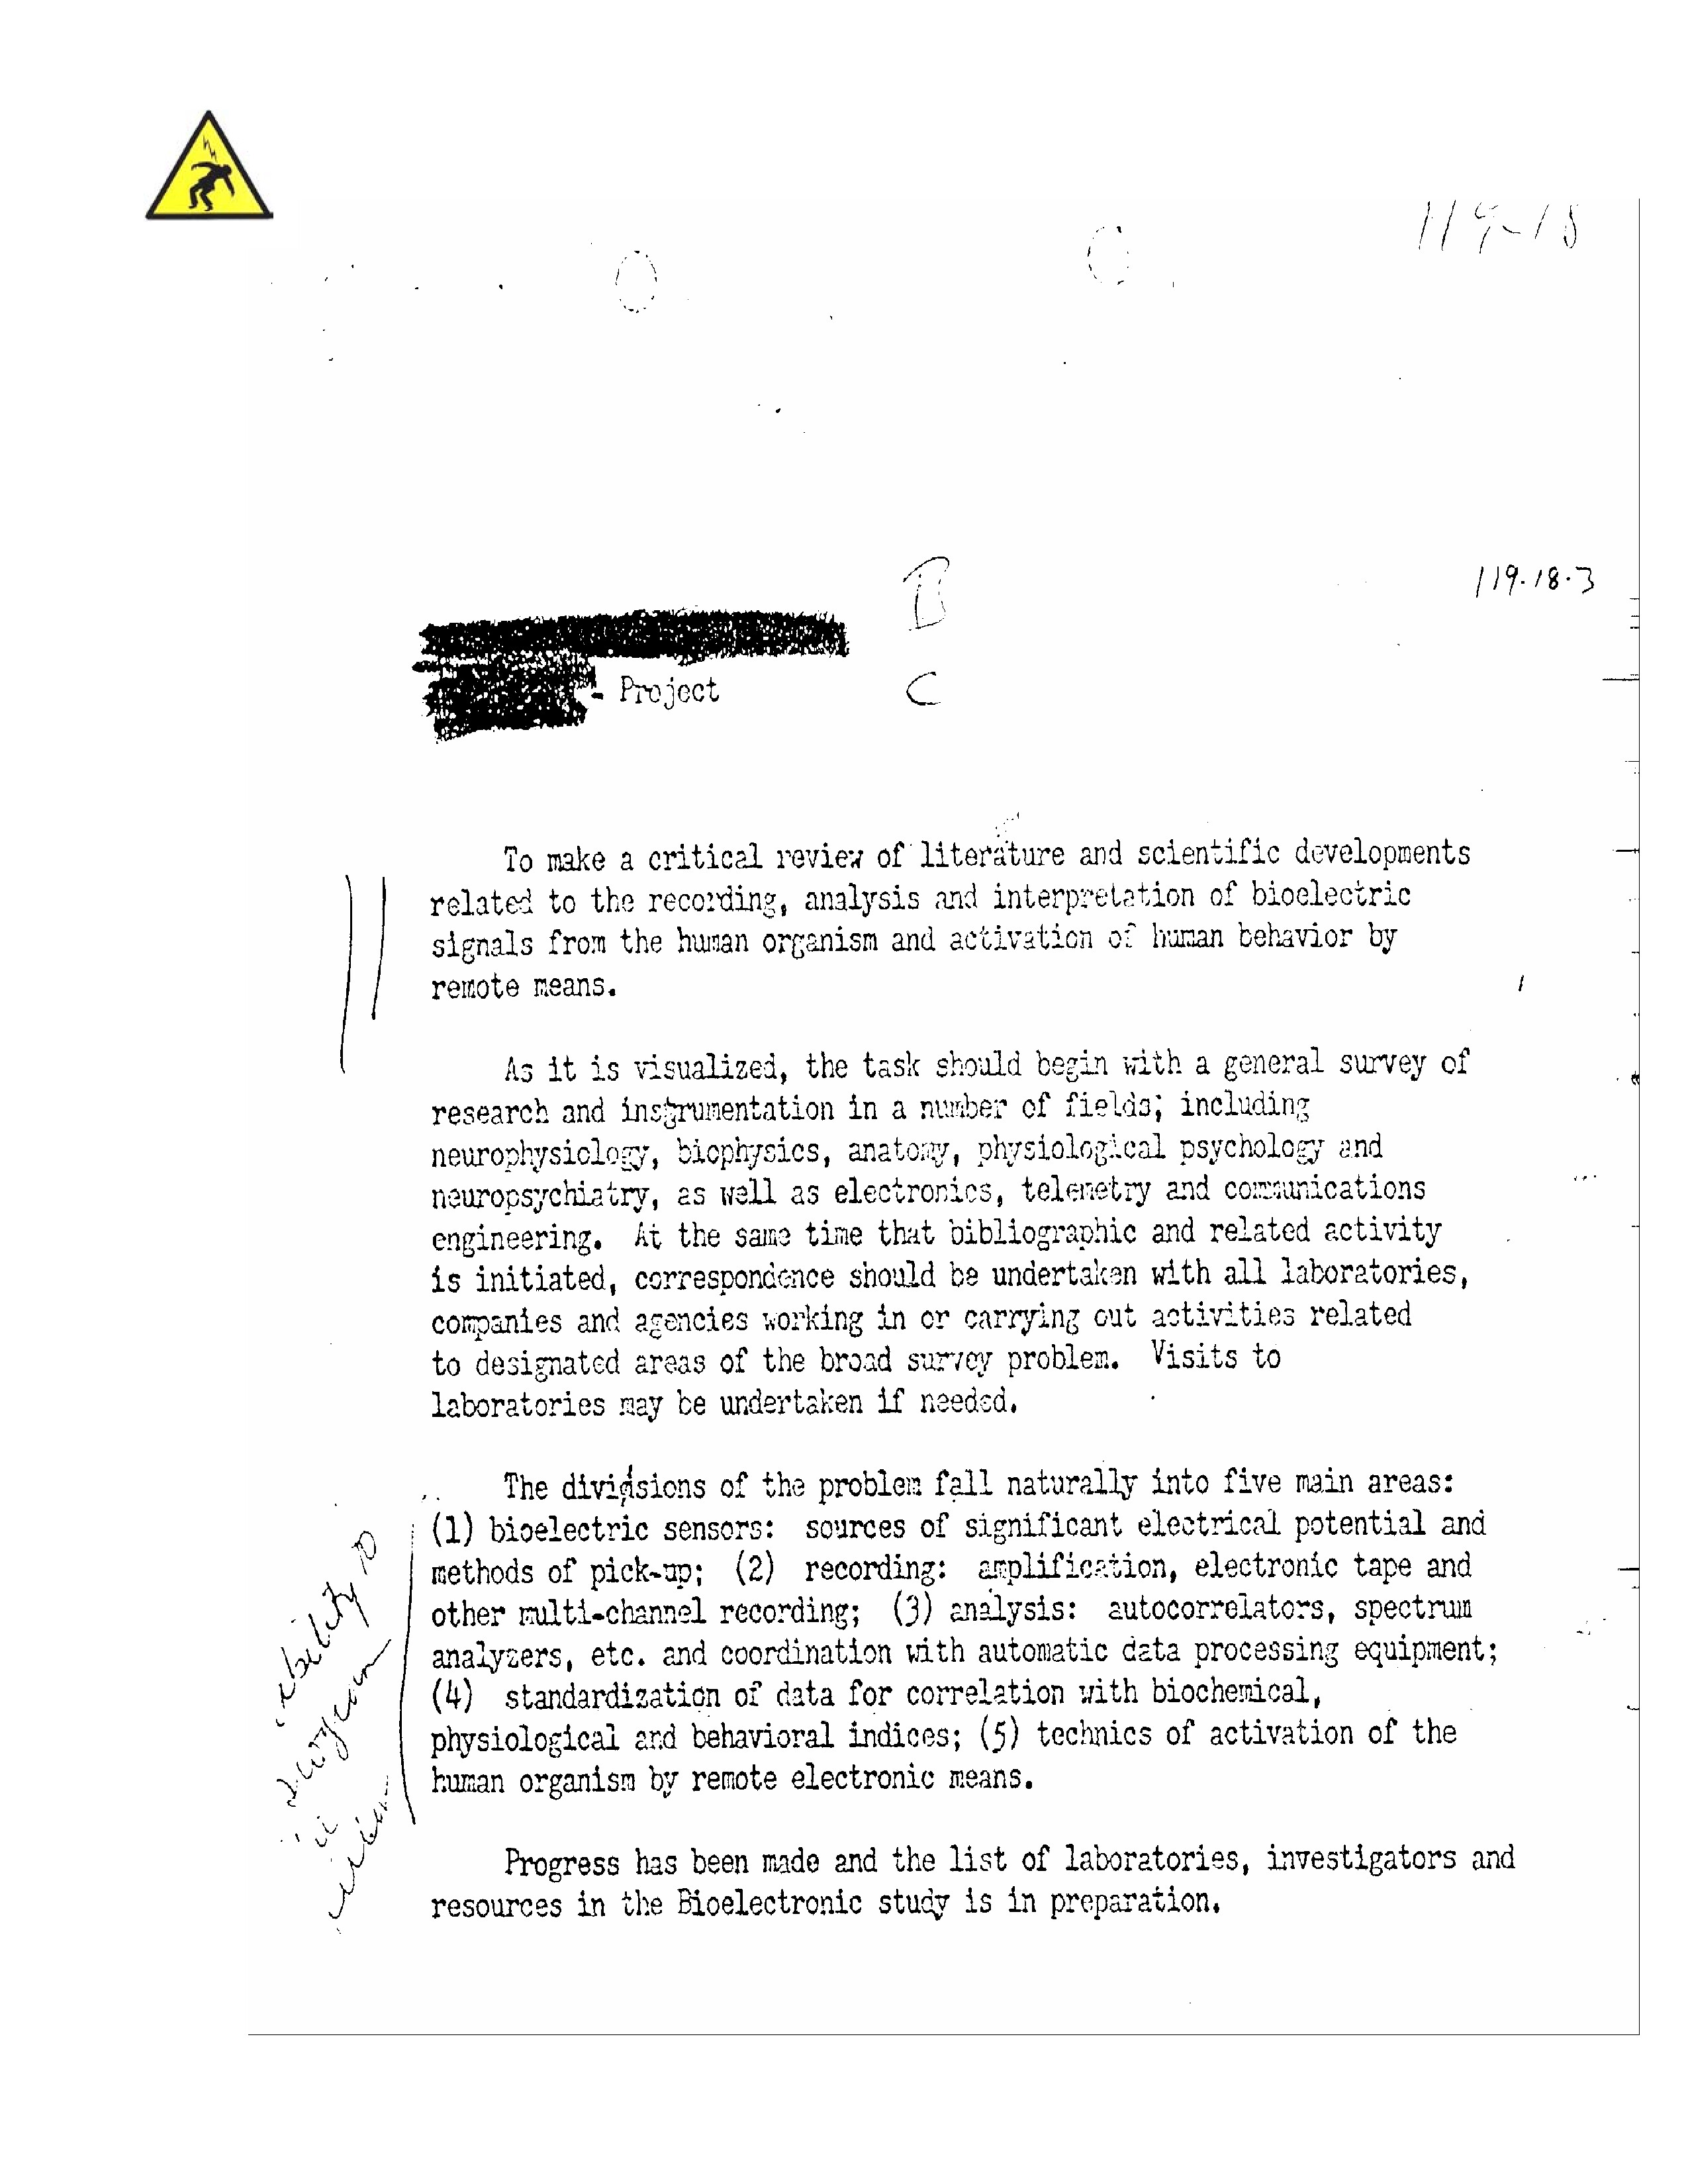 119-18
119-18-3
B
- Project
C
To make a critical review of literature and scientific developments
related to the recording, analysis and interpretation of bioelectric
signals from the human organism and activation of human behavior by
remote means.
As it is visualized, the task should begin with a general survey of
research and instrumentation in a number of fields; including
neurophysiology, biophysics, anatomy, physiological psychology and
neuropsychiatry, as well as electronics, telemetry and communications
engineering. At the same time that bibliographic and related activity
is initiated, correspondence should be undertaken with all laboratories,
companies and agencies working in or carrying out activities related
to designated areas of the broad survey problem. Visits to
laboratories may be undertaken if needed.
The divisions of the problem fall naturally into five main areas:
(1) bioelectric sensors: sources of significant electrical potential and
methods of pick-up; (2) recording: amplification, electronic tape and
other multi-channel recording; (3) analysis: autocorrelators, spectrum
analyzers, etc. and coordination with automatic data processing equipment;
(4) standardization of data for correlation with biochemical,
physiological and behavioral indices; (5) technics of activation of the
human organism by remote electronic means.
Progress has been made and the list of laboratories, investigators and
resources in the Bioelectronic study is in preparation.